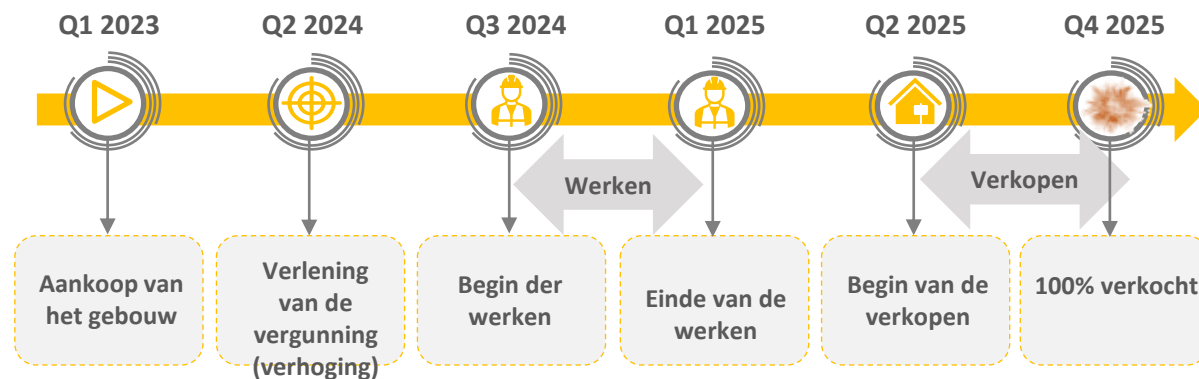 Q1 2023
Q2 2024
Q3 2024
Q1 2025
Q2 2025
Q4 2025
Werken
Verkopen
Aankoop van
het gebouw
Verlening
van de
vergunning
(verhoging)
Begin der
werken
Einde van de
werken
Begin van de
verkopen
100% verkocht